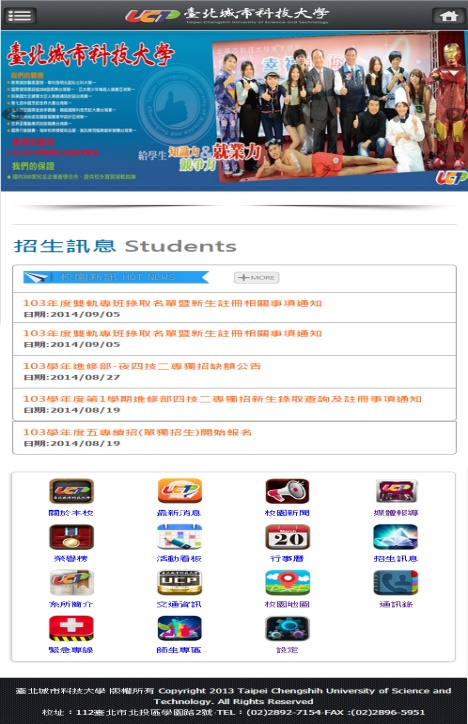 UCT 臺北城市科技大學
Taipei Chengshih University of Science and Technology
臺北城市科技大學
我們的願景
我們的保證
給學生 知識力 & 就業力
競爭力
UCT
招生訊息 Students
校園新訊 HOT NEWS
MORE
103年度雙軌專班錄取名單暨新生註冊相關事項通知
日期:2014/09/05
103年度雙軌專班錄取名單暨新生註冊相關事項通知
日期:2014/09/05
103學年進修部-夜四技二專獨招缺額公告
日期:2014/08/27
103學年度第1學期進修部四技二專獨招新生錄取查詢及註冊事項通知
日期:2014/08/19
103學年度五專續招(單獨招生)開始報名
日期:2014/08/19
關於本校 最新消息 校園新聞 媒體報導
March
20
榮譽榜 活動看板 行事曆 招生訊息
系所簡介 交通資訊 校園地圖 通訊錄
緊急專線 師生專區 設定
臺北城市科技大學 版權所有 Copyright 2013 Taipei Chengshih University of Science and
Technology. All Rights Reserved
校址：112臺北市北投區學園路2號 TEL：(02)2892-7154 FAX :(02)2896-5951